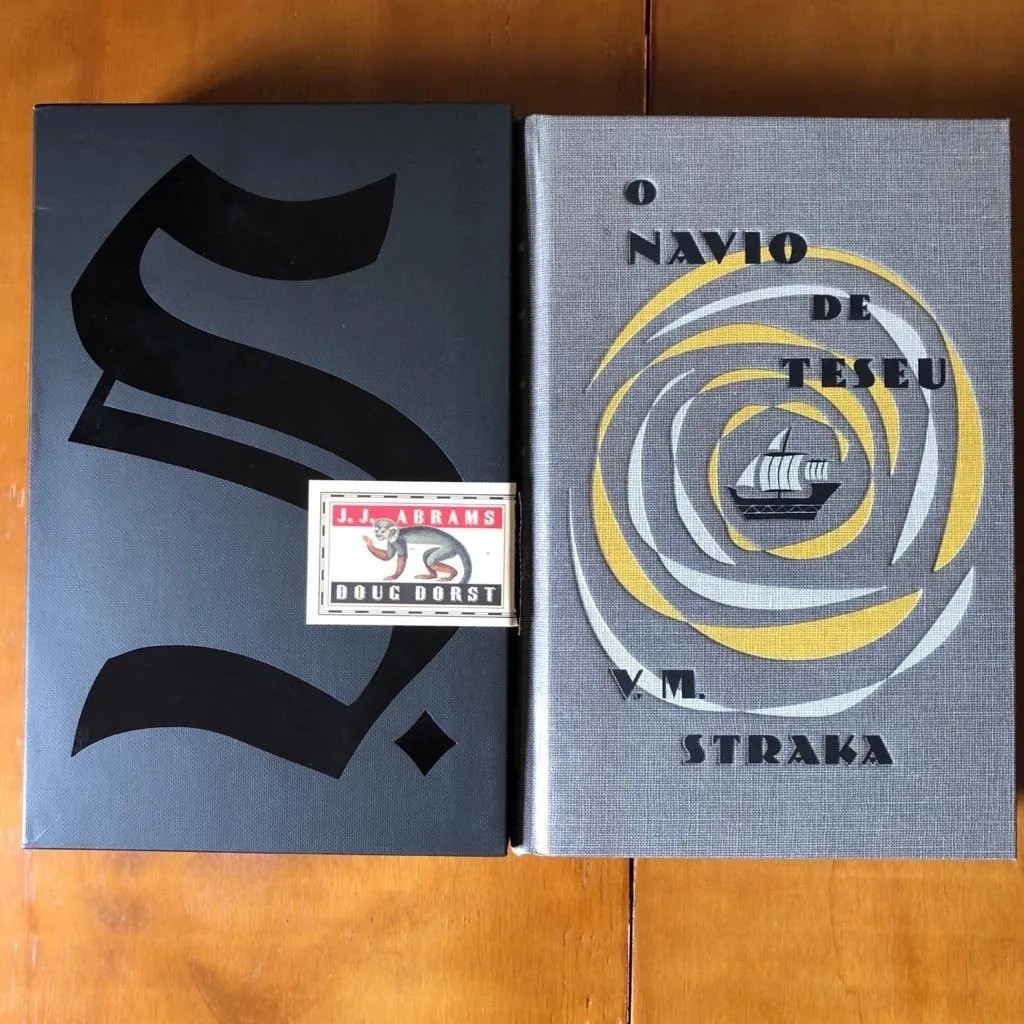 S.
J. J. ABRAMS
DOUG DORST
O
NAVIO
DE
TESEU
V. M.
STRAKA